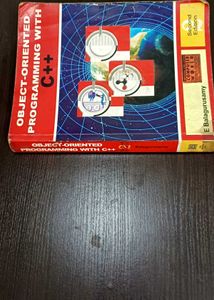 OBJECT-ORIENTED
PROGRAMMING WITH
C++
Second
Edition
E Balagurusamy
OBJECT-ORIENTED
PROGRAMMING WITH C++
Balagurusamy